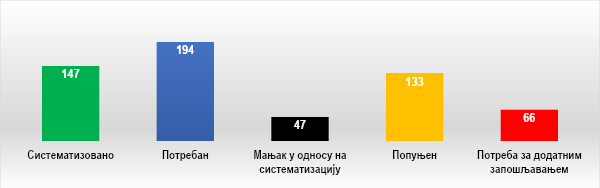 147
194
47
133
66
Систематизовано
Потребан
Мањак у односу на
систематизацију
Попуњен
Потреба за додатним
запошљавањем